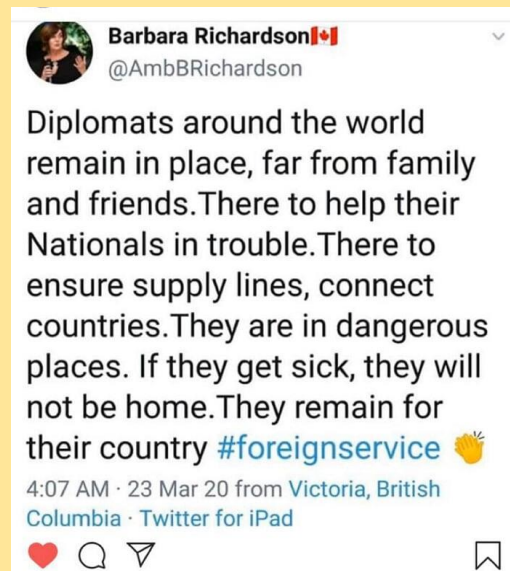 Barbara Richardson🇨🇦
@AmbBRichardson
Diplomats around the world
remain in place, far from family
and friends.There to help their
Nationals in trouble.There to
ensure supply lines, connect
countries.They are in dangerous
places. If they get sick, they will
not be home.They remain for
their country #foreignservice 👏
4:07 AM · 23 Mar 20 from Victoria, British
Columbia · Twitter for iPad